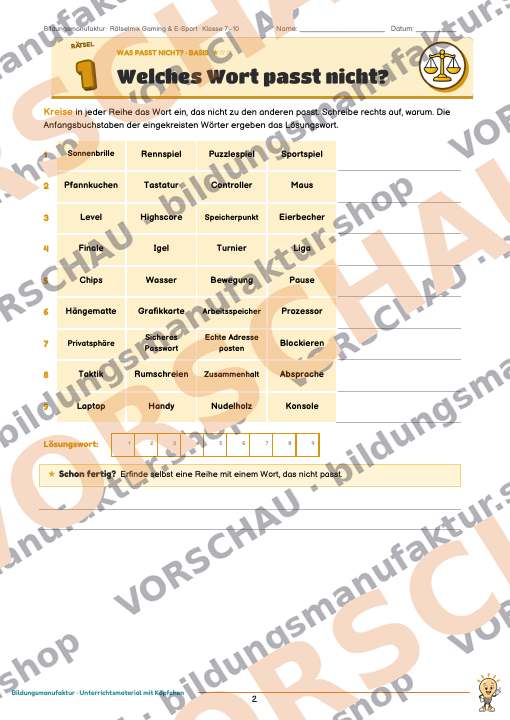 Bildungsmanufaktur · Rätselmix Gaming & E-Sport · Klasse 7–10 Name: Datum:
RÄTSEL
1
WAS PASST NICHT? · BASIS ★
Welches Wort passt nicht?
Kreise in jeder Reihe das Wort ein, das nicht zu den anderen passt. Schreibe rechts auf, warum. Die
Anfangsbuchstaben der eingekreisten Wörter ergeben das Lösungswort.
1 Sonnenbrille Rennspiel Puzzlespiel Sportspiel
2 Pfannkuchen Tastatur Controller Maus
3 Level Highscore Speicherpunkt Eierbecher
4 Finale Igel Turnier Liga
5 Chips Wasser Bewegung Pause
6 Hängematte Grafikkarte Arbeitsspeicher Prozessor
7 Privatsphäre Sicheres Passwort Echte Adresse posten Blockieren
8 Taktik Rumschreien Zusammenhalt Absprache
9 Laptop Handy Nudelholz Konsole
Lösungswort: 1 2 3 4 5 6 7 8 9
★ Schon fertig? Erfinde selbst eine Reihe mit einem Wort, das nicht passt.
Bildungsmanufaktur · Unterrichtsmaterial mit Köpfchen
2
VORSCHAU · bildungsmanufaktur.shop